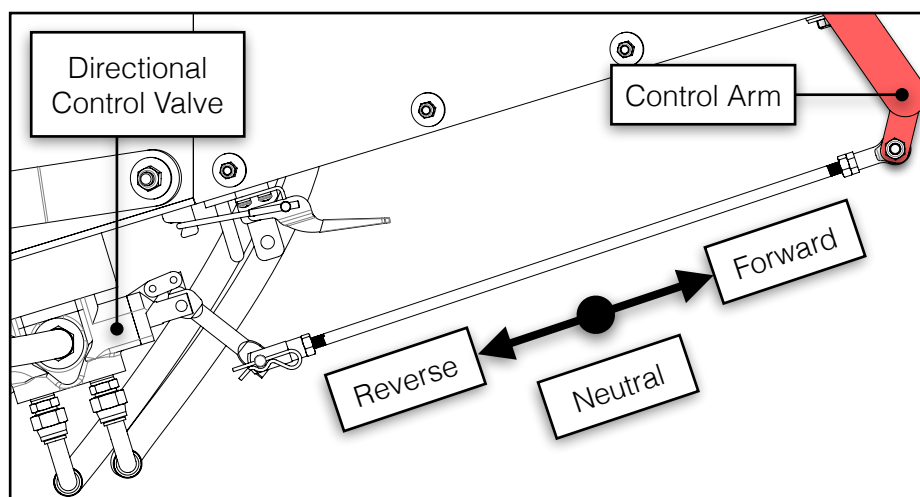 Directional
Control Valve
Control Arm
Forward
Reverse
Neutral